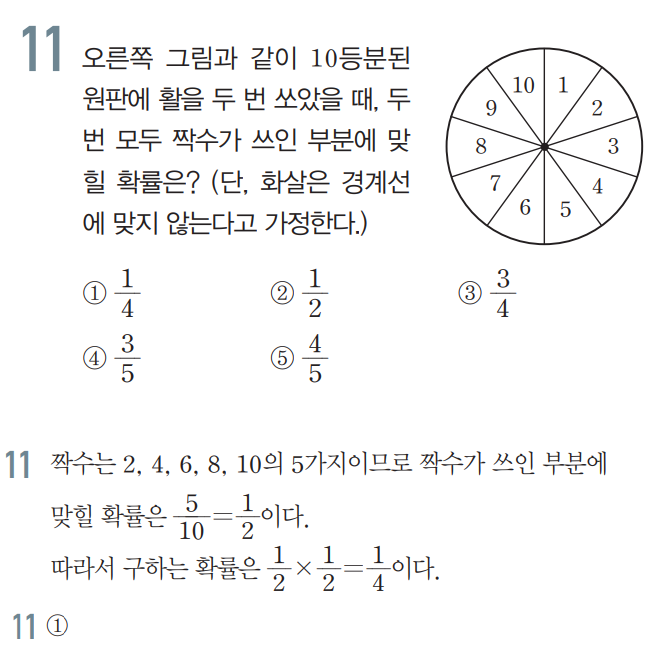 11 오른쪽 그림과 같이 10등분된
원판에 활을 두 번 쏘았을 때, 두
번 모두 짝수가 쓰인 부분에 맞
힐 확률은? (단, 화살은 경계선
에 맞지 않는다고 가정한다.)
10 1
9 2
8 3
7 4
6 5
① 1/4 ② 1/2 ③ 3/4
④ 3/5 ⑤ 4/5
11 짝수는 2, 4, 6, 8, 10의 5가지이므로 짝수가 쓰인 부분에
맞힐 확률은 5/10=1/2이다.
따라서 구하는 확률은 1/2×1/2=1/4이다.
11 ①